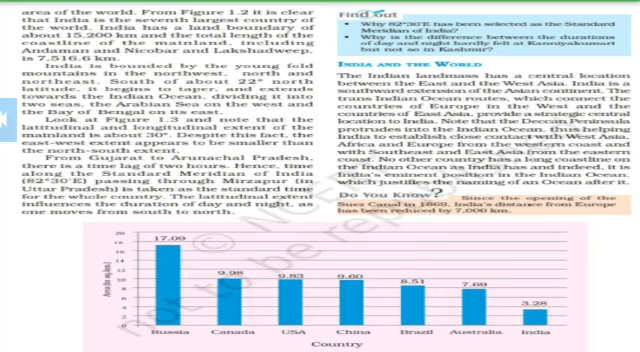 area of the world. From Figure 1.2 it is clear
that India is the seventh largest country of
the world. India has a land boundary of
about 15,200 km and the total length of the
coastline of the mainland, including
Andaman and Nicobar and Lakshadweep,
is 7,516.6 km.
India is bounded by the young fold
mountains in the northwest, north and
northeast. South of about 22° north
latitude, it begins to taper, and extends
towards the Indian Ocean, dividing it into
two seas, the Arabian Sea on the west and
the Bay of Bengal on its east.
Look at Figure 1.3 and note that the
latitudinal and longitudinal extent of the
mainland is about 30°. Despite this fact, the
east-west extent appears to be smaller than
the north-south extent.
From Gujarat to Arunachal Pradesh,
there is a time lag of two hours. Hence, time
along the Standard Meridian of India
(82°30'E) passing through Mirzapur (in
Uttar Pradesh) is taken as the standard time
for the whole country. The latitudinal extent
influences the duration of day and night, as
one moves from south to north.
Find out
• Why 82°30'E has been selected as the Standard
Meridian of India?
• Why is the difference between the durations
of day and night hardly felt at Kanniyakumari
but not so in Kashmir?
INDIA AND THE WORLD
The Indian landmass has a central location
between the East and the West Asia. India is a
southward extension of the Asian continent. The
trans Indian Ocean routes, which connect the
countries of Europe in the West and the
countries of East Asia, provide a strategic central
location to India. Note that the Deccan Peninsula
protrudes into the Indian Ocean, thus helping
India to establish close contact with West Asia,
Africa and Europe from the western coast and
with Southeast and East Asia from the eastern
coast. No other country has a long coastline on
the Indian Ocean as India has and indeed, it is
India's eminent position in the Indian Ocean,
which justifies the naming of an Ocean after it.
Do You Know? Since the opening of the
Suez Canal in 1869, India's distance from Europe
has been reduced by 7,000 km.
20
18
16
14
12
10
8
6
4
2
0
17.09
9.98
9.83
9.60
8.51
7.69
3.28
Russia Canada USA China Brazil Australia India
Country
not to be rep